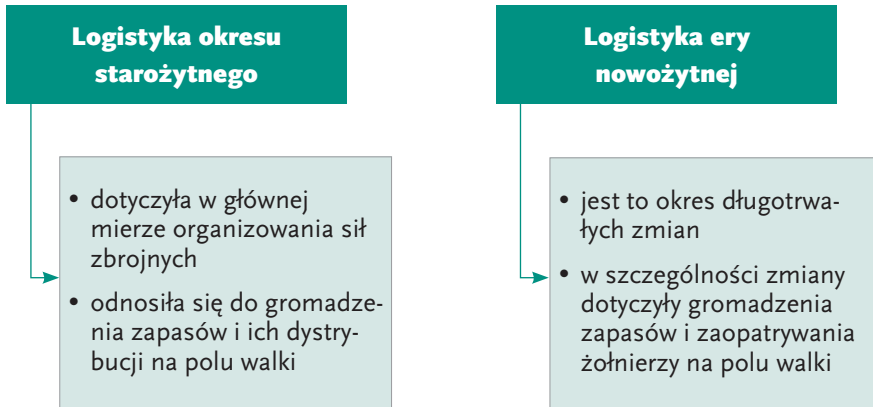 Logistyka okresu
starożytnego
• dotyczyła w głównej
mierze organizowania sił
zbrojnych
• odnosiła się do gromadze-
nia zapasów i ich dystry-
bucji na polu walki
Logistyka ery
nowożytnej
• jest to okres długotrwa-
łych zmian
• w szczególności zmiany
dotyczyły gromadzenia
zapasów i zaopatrywania
żołnierzy na polu walki